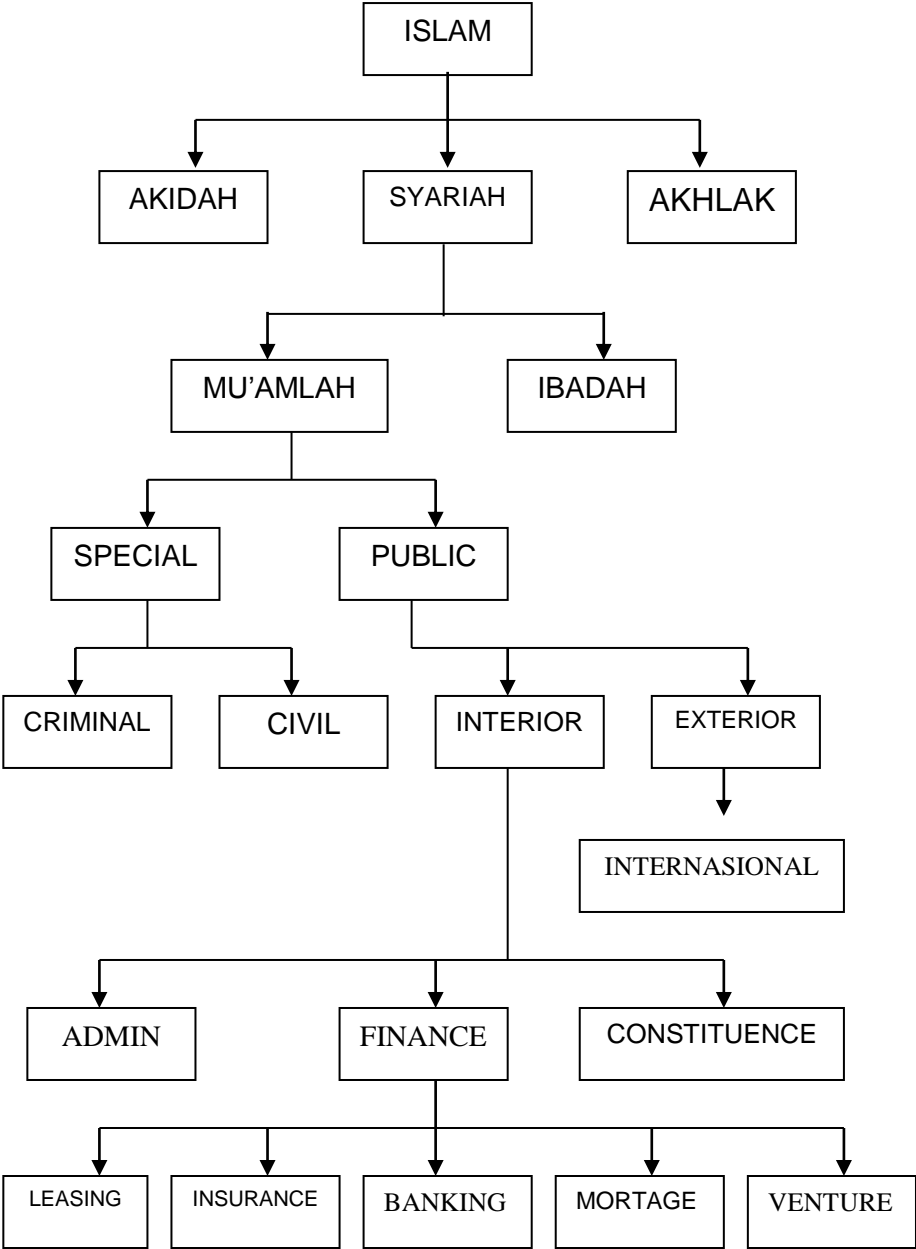 ISLAM
AKIDAH
SYARIAH
AKHLAK
MU’AMLAH
IBADAH
SPECIAL
PUBLIC
CRIMINAL
CIVIL
INTERIOR
EXTERIOR
INTERNASIONAL
ADMIN
FINANCE
CONSTITUENCE
LEASING
INSURANCE
BANKING
MORTAGE
VENTURE